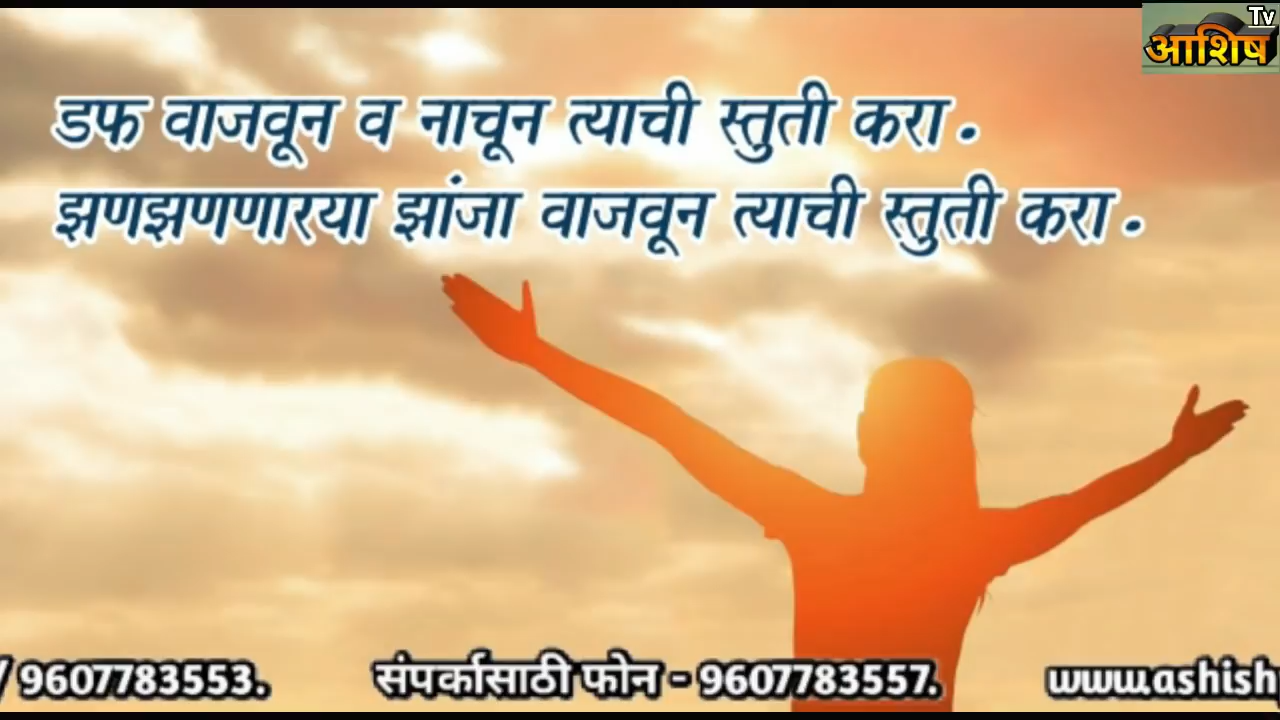 Tv
आशिष
डफ वाजवून व नाचून त्याची स्तुती करा.
झणझणणारया झांजा वाजवून त्याची स्तुती करा.
/ 9607783553. संपर्कासाठी फोन - 9607783557. www.ashish